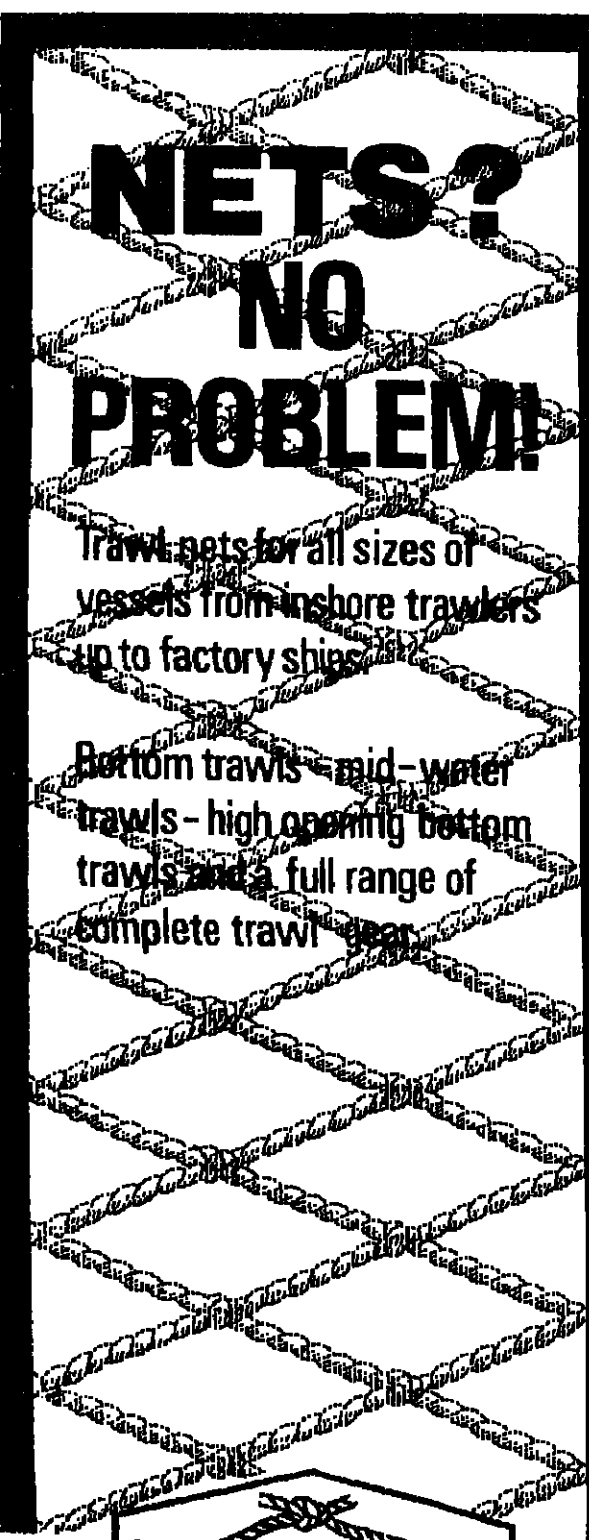 NETS?
NO
PROBLEM!
Trawl nets for all sizes of
vessels from inshore trawlers
up to factory ships.
Bottom trawls - mid-water
trawls - high opening bottom
trawls and a full range of
complete trawl gear.